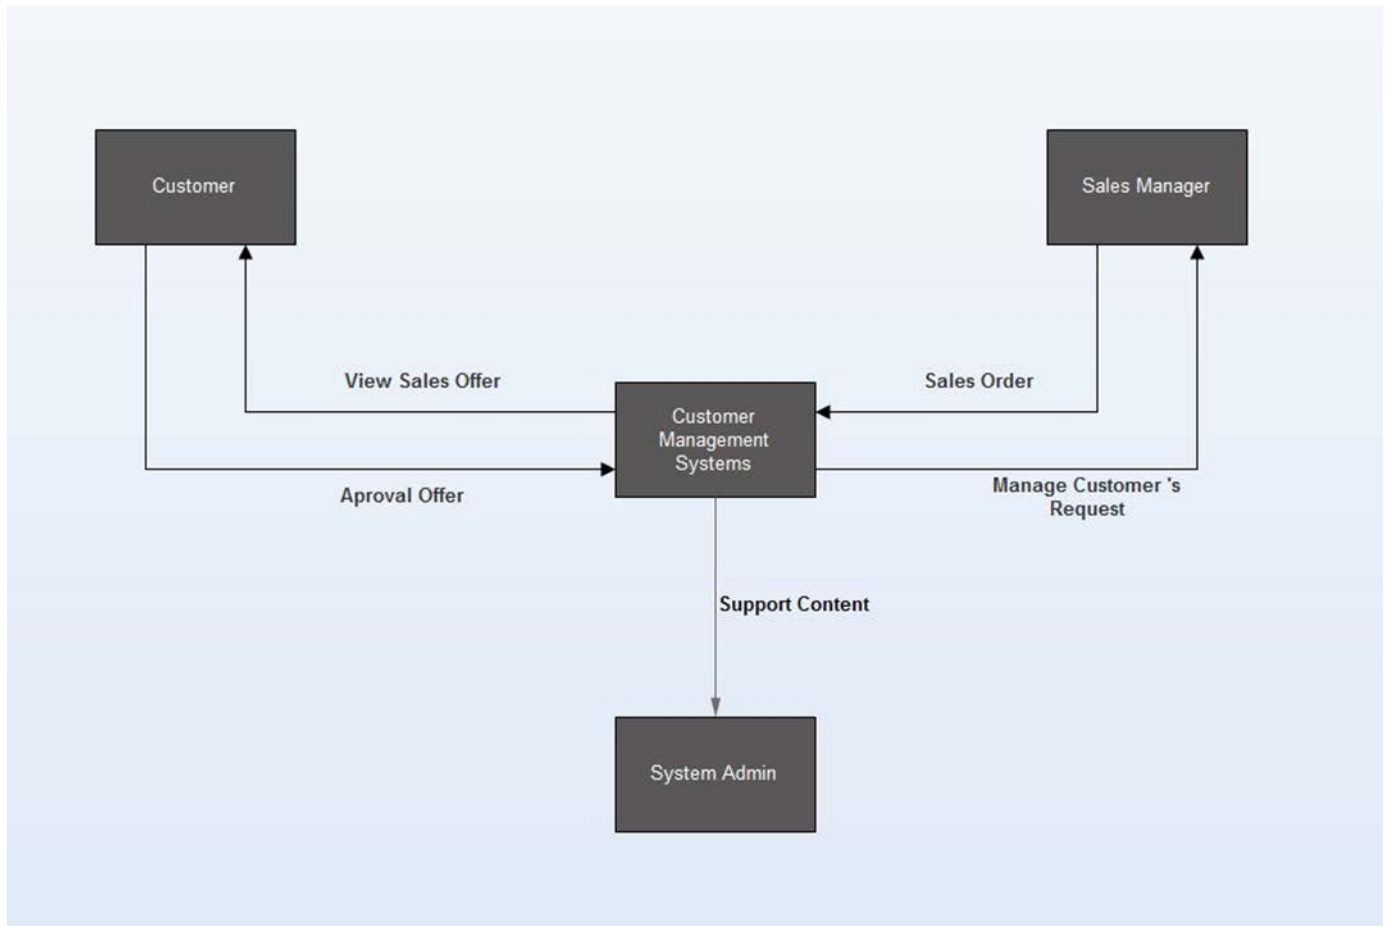 Customer
Sales Manager
View Sales Offer
Sales Order
Customer
Management
Systems
Aproval Offer
Manage Customer 's
Request
Support Content
System Admin